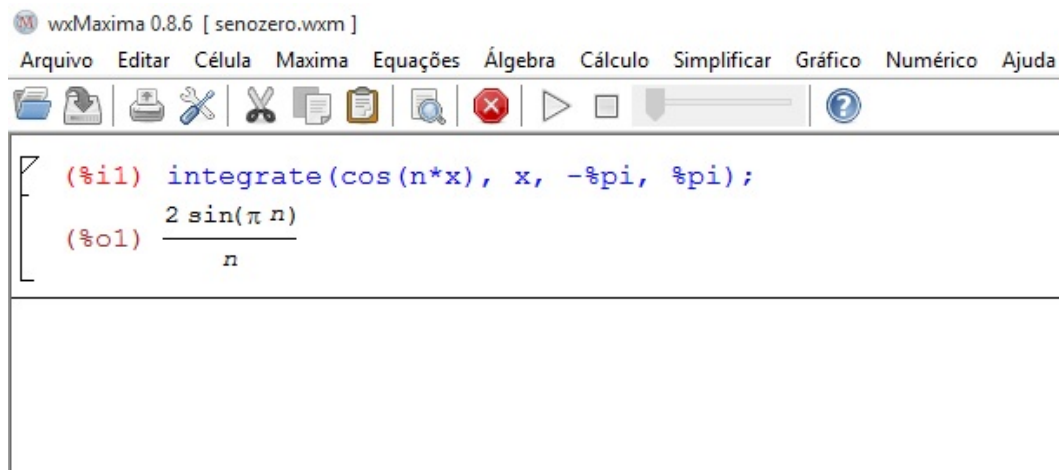 wxMaxima 0.8.6 [ senozero.wxm ]
Arquivo Editar Célula Maxima Equações Álgebra Cálculo Simplificar Gráfico Numérico Ajuda
(%i1) integrate(cos(n*x), x, -%pi, %pi);
2 sin(π n)
(%o1)
n